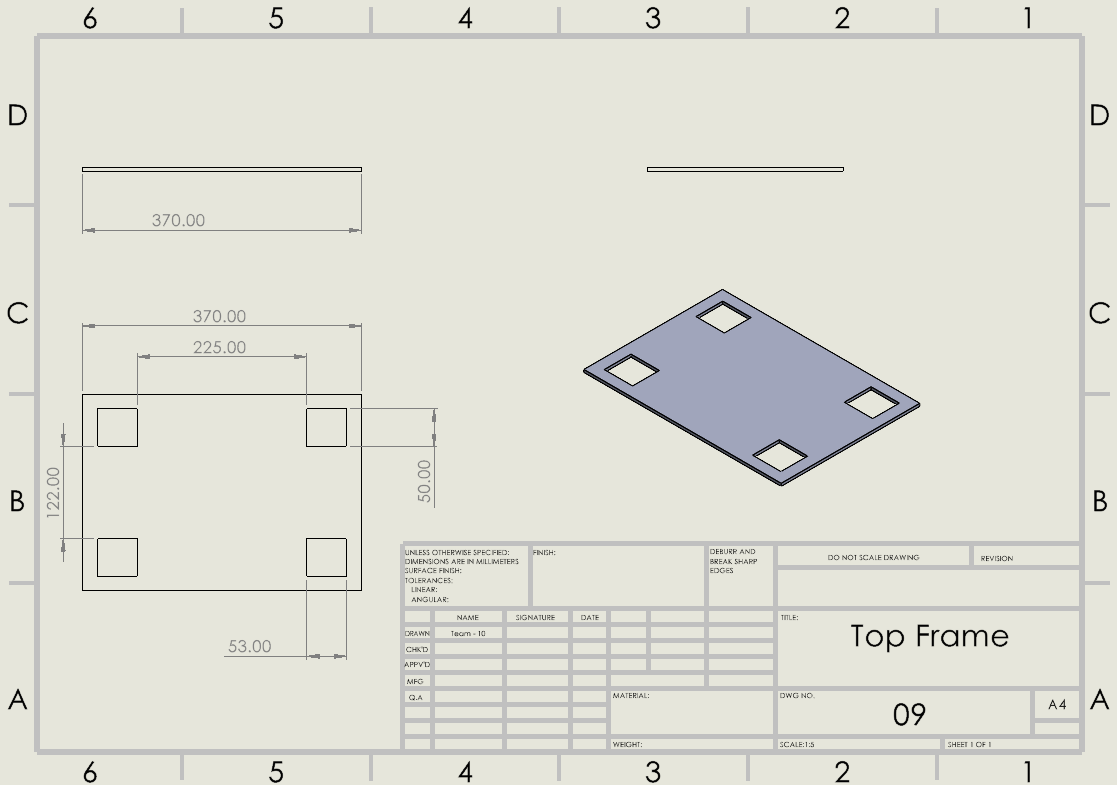 6 5 4 3 2 1
D D
370.00
C C
370.00
225.00
122.00
50.00
B B
53.00
A A
UNLESS OTHERWISE SPECIFIED:
DIMENSIONS ARE IN MILLIMETERS
SURFACE FINISH:
TOLERANCES:
LINEAR:
ANGULAR:
FINISH:
DEBURR AND
BREAK SHARP
EDGES
DO NOT SCALE DRAWING
REVISION
NAME SIGNATURE DATE
DRAWN Team - 10
CHK'D
APPV'D
MFG
Q.A
TITLE:
Top Frame
MATERIAL:
DWG NO.
09
A4
WEIGHT:
SCALE:1:5
SHEET 1 OF 1
6 5 4 3 2 1